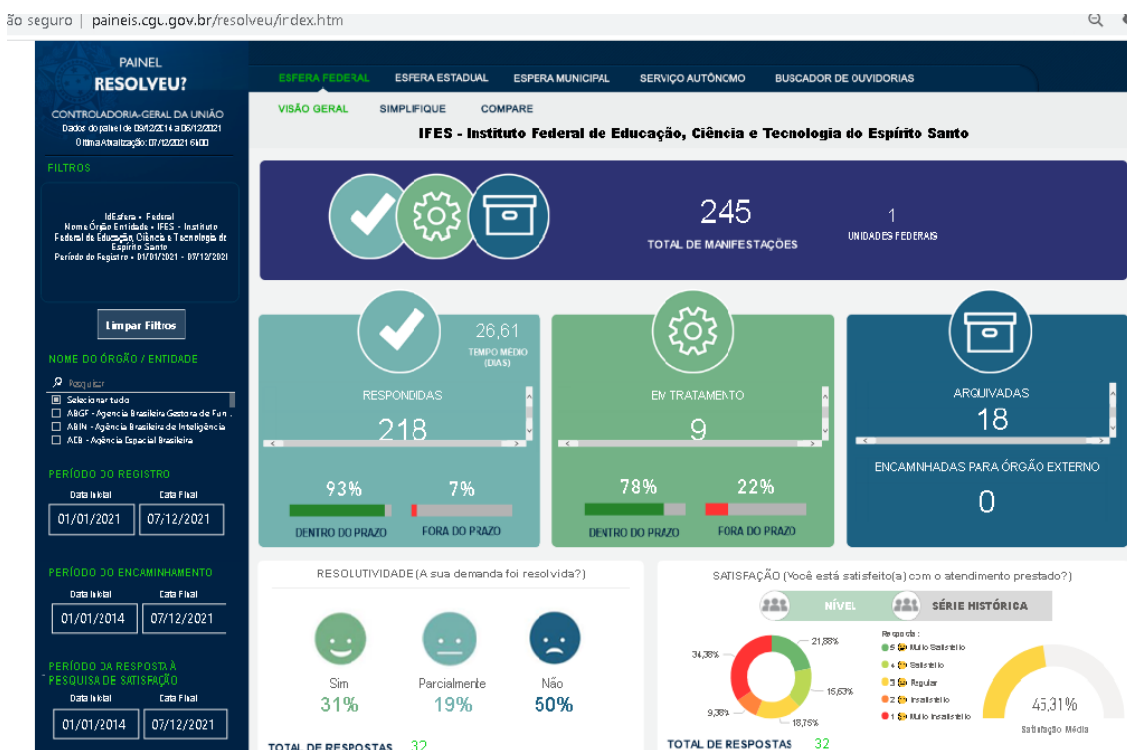 ão seguro | paineis.cgu.gov.br/resolveu/index.htm
PAINEL
RESOLVEU?
CONTROLADORIA-GERAL DA UNIÃO
Dados do painel de 09/12/2014 a 06/12/2021
Última Atualização: 07/12/2021 6h00
FILTROS
IdEsfera • Federal
Nome Órgão Entidade • IFES - Instituto
Federal de Educação, Ciência e Tecnologia do
Espírito Santo
Período do Registro • 01/01/2021 - 07/12/2021
Limpar Filtros
NOME DO ÓRGÃO / ENTIDADE
Pesquisar
Selecionar tudo
ABGF - Agencia Brasileira Gestora de Fun...
ABIN - Agência Brasileira de Inteligência
AEB - Agência Espacial Brasileira
PERÍODO DO REGISTRO
Data Inicial Data Final
01/01/2021 07/12/2021
PERÍODO DO ENCAMINHAMENTO
Data Inicial Data Final
01/01/2014 07/12/2021
PERÍODO DA RESPOSTA À
PESQUISA DE SATISFAÇÃO
Data Inicial Data Final
01/01/2014 07/12/2021
ESFERA FEDERAL ESFERA ESTADUAL ESPERA MUNICIPAL SERVIÇO AUTÔNOMO BUSCADOR DE OUVIDORIAS
VISÃO GERAL SIMPLIFIQUE COMPARE
IFES - Instituto Federal de Educação, Ciência e Tecnologia do Espírito Santo
245
TOTAL DE MANIFESTAÇÕES
1
UNIDADES FEDERAIS
26,61
TEMPO MÉDIO
(DIAS)
RESPONDIDAS
218
93% 7%
DENTRO DO PRAZO FORA DO PRAZO
EM TRATAMENTO
9
78% 22%
DENTRO DO PRAZO FORA DO PRAZO
ARQUIVADAS
18
ENCAMINHADAS PARA ÓRGÃO EXTERNO
0
RESOLUTIVIDADE (A sua demanda foi resolvida?)
Sim Parcialmente Não
31% 19% 50%
TOTAL DE RESPOSTAS 32
SATISFAÇÃO (Você está satisfeito(a) com o atendimento prestado?)
NÍVEL SÉRIE HISTÓRICA
21,88%
15,63%
18,75%
9,38%
34,38%
Resposta :
5 Muito Satisfeito
4 Satisfeito
3 Regular
2 Insatisfeito
1 Muito Insatisfeito
45,31%
Satisfação Média
TOTAL DE RESPOSTAS 32